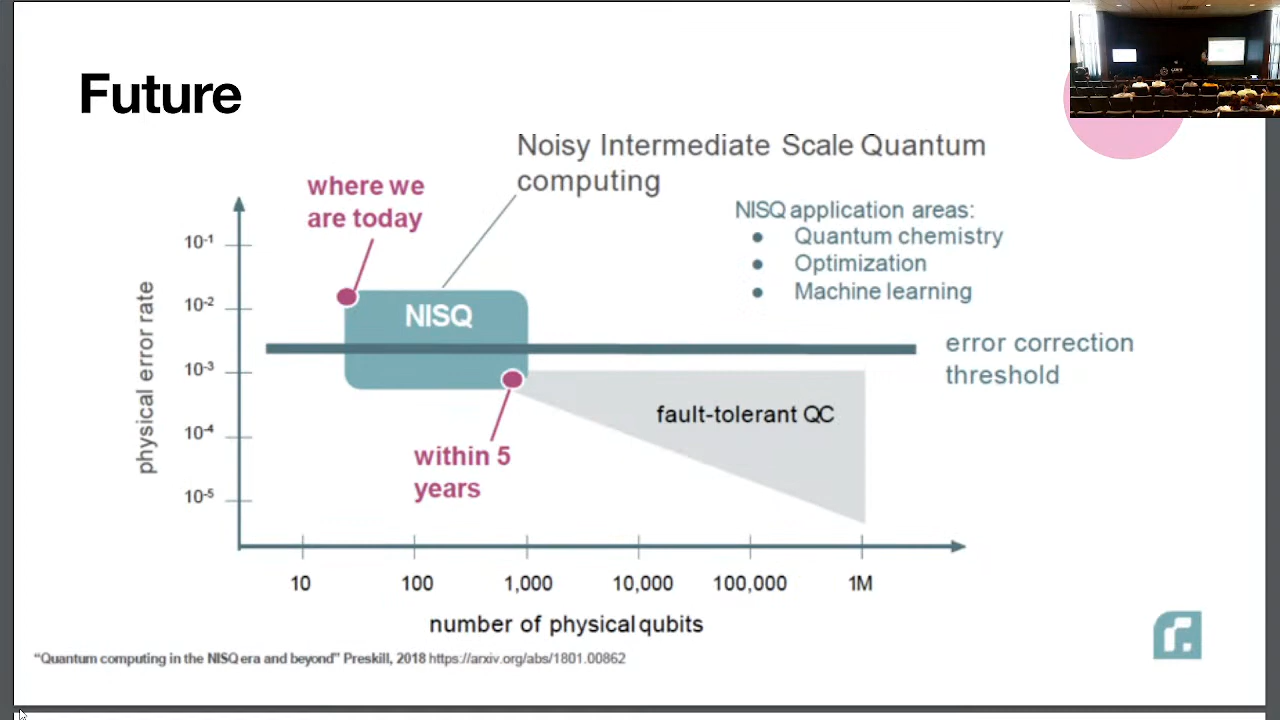 Future
Noisy Intermediate Scale Quantum
computing
where we
are today
NISQ application areas:
● Quantum chemistry
● Optimization
● Machine learning
physical error rate
10-1
10-2
10-3
10-4
10-5
NISQ
error correction
threshold
fault-tolerant QC
within 5
years
10 100 1,000 10,000 100,000 1M
number of physical qubits
r.
“Quantum computing in the NISQ era and beyond” Preskill, 2018 https://arxiv.org/abs/1801.00862